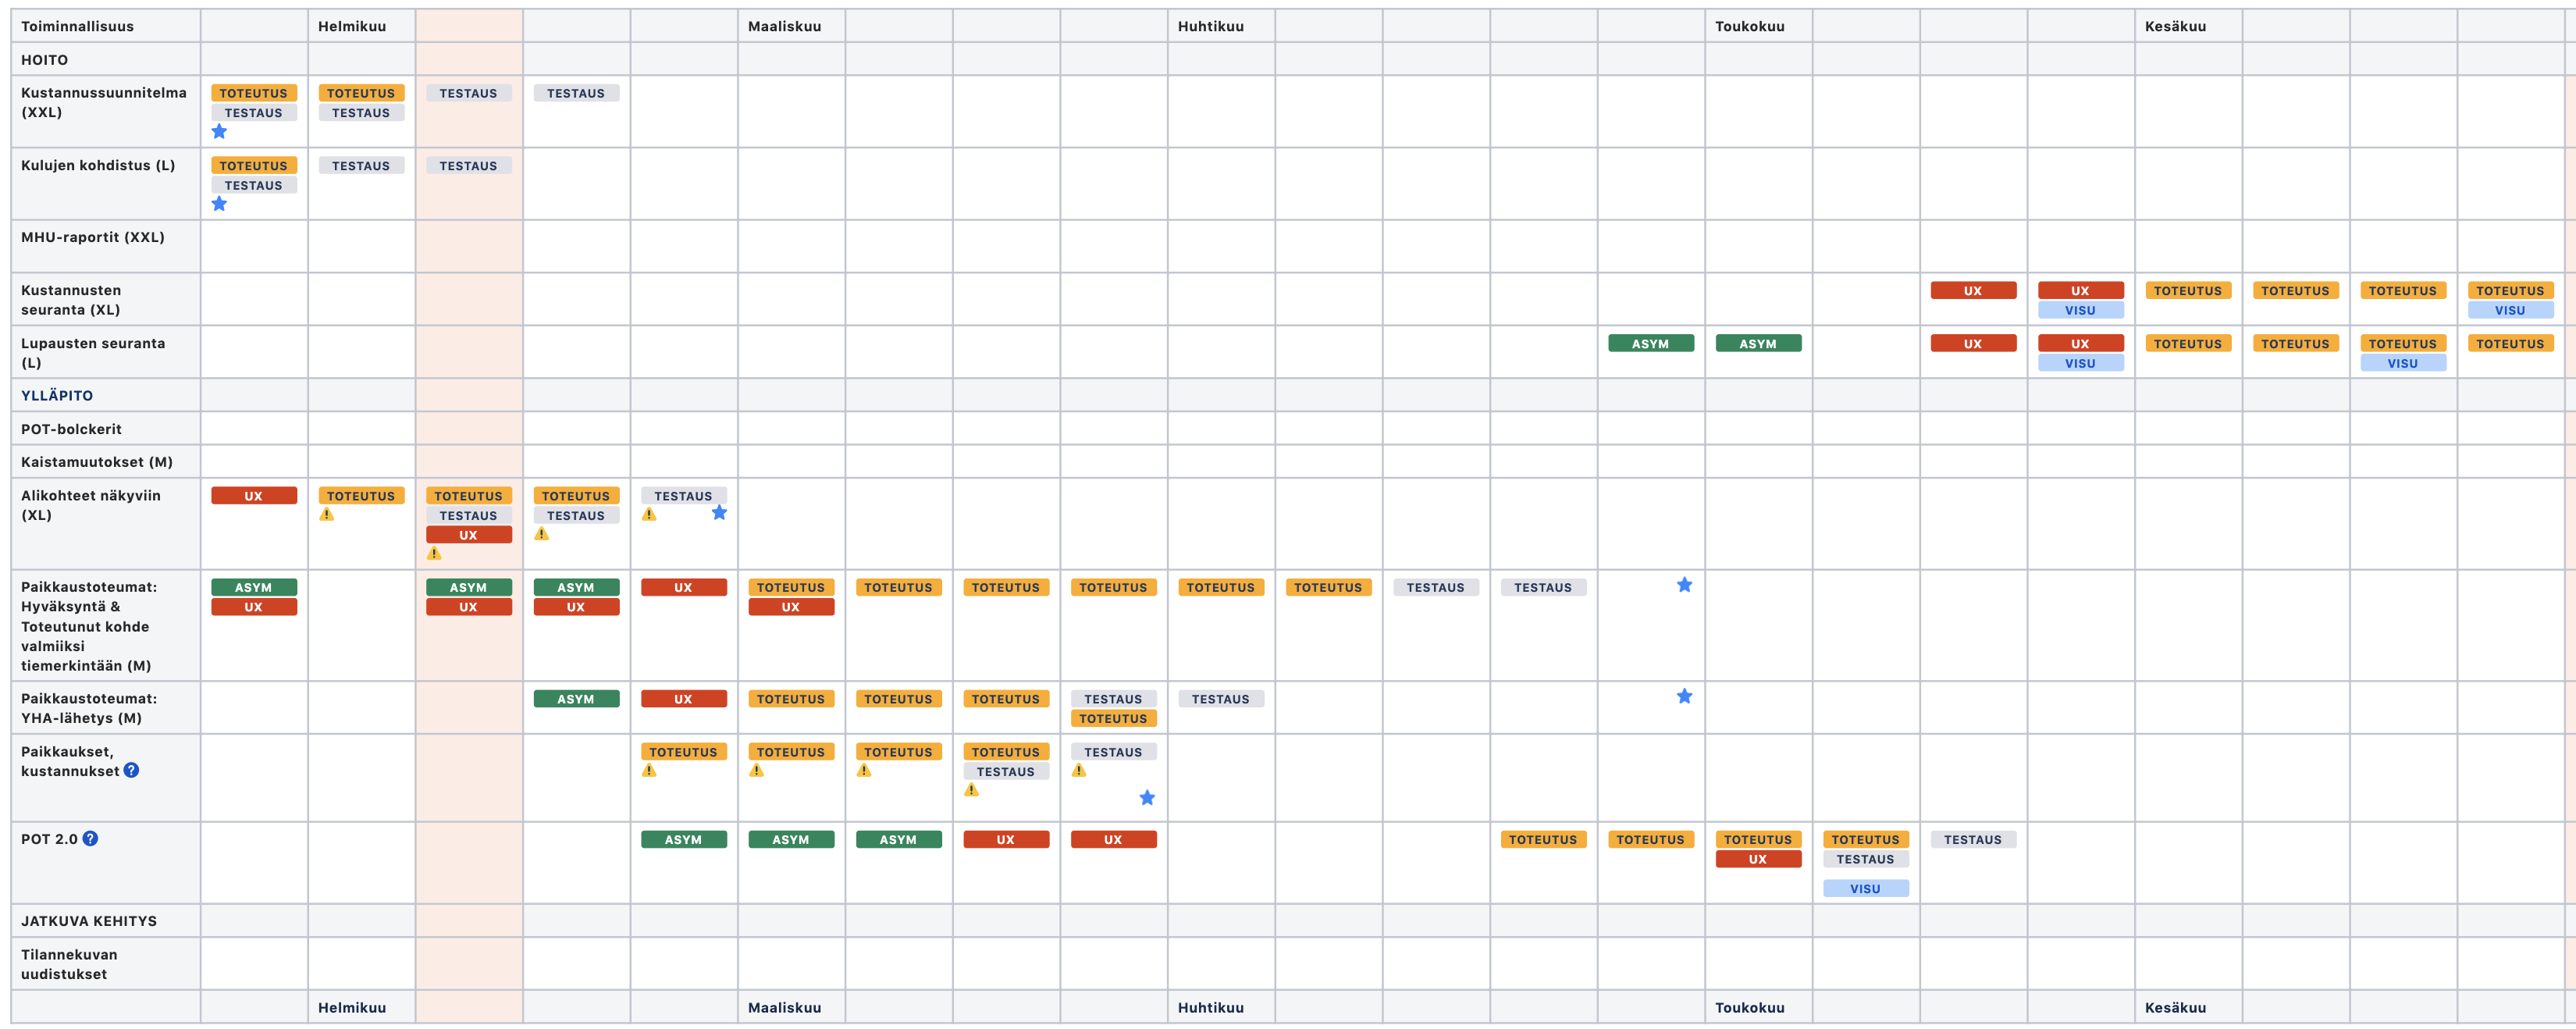 Toiminnallisuus Helmikuu Maaliskuu Huhtikuu Toukokuu Kesäkuu
HOITO
Kustannussuunnitelma
(XXL)
TOTEUTUS TOTEUTUS TESTAUS TESTAUS
TESTAUS TESTAUS
Kulujen kohdistus (L) TOTEUTUS TESTAUS TESTAUS
TESTAUS
MHU-raportit (XXL)
Kustannusten
seuranta (XL)
UX UX TOTEUTUS TOTEUTUS TOTEUTUS TOTEUTUS
VISU VISU
Lupausten seuranta
(L)
ASYM ASYM UX UX TOTEUTUS TOTEUTUS TOTEUTUS TOTEUTUS
VISU VISU
YLLÄPITO
POT-bolckerit
Kaistamuutokset (M)
Alikohteet näkyviin
(XL)
UX TOTEUTUS TOTEUTUS TOTEUTUS TESTAUS
TESTAUS TESTAUS
UX
Paikkaustoteumat:
Hyväksyntä &
Toteutunut kohde
valmiiksi
tiemerkintään (M)
ASYM ASYM ASYM UX TOTEUTUS TOTEUTUS TOTEUTUS TOTEUTUS TOTEUTUS TOTEUTUS TESTAUS TESTAUS
UX UX UX UX
Paikkaustoteumat:
YHA-lähetys (M)
ASYM UX TOTEUTUS TOTEUTUS TOTEUTUS TESTAUS TESTAUS
TOTEUTUS
Paikkaukset,
kustannukset ?
TOTEUTUS TOTEUTUS TOTEUTUS TOTEUTUS TESTAUS
TESTAUS
POT 2.0 ? ASYM ASYM ASYM UX UX TOTEUTUS TOTEUTUS TOTEUTUS TOTEUTUS TESTAUS
UX TESTAUS
VISU
JATKUVA KEHITYS
Tilannekuvan
uudistukset
Helmikuu Maaliskuu Huhtikuu Toukokuu Kesäkuu